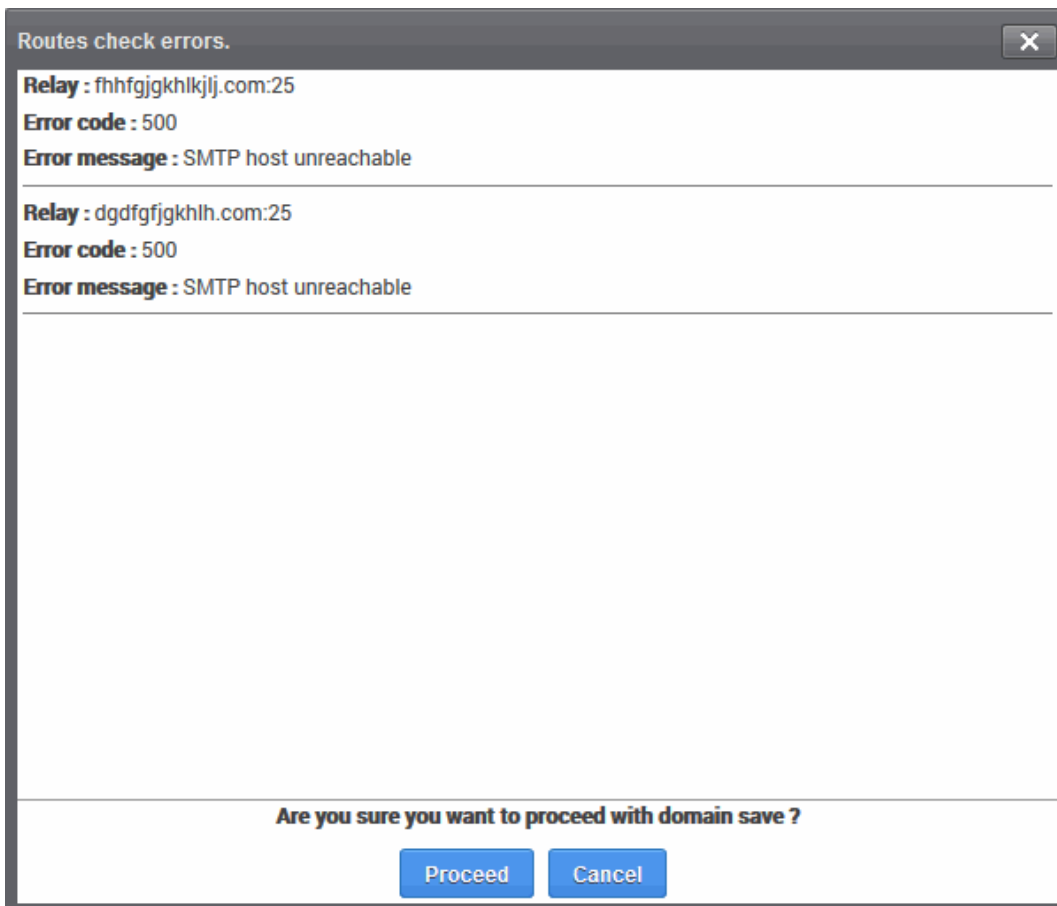 Routes check errors.
Relay : fhhfgjgkhlkjlj.com:25
Error code : 500
Error message : SMTP host unreachable
Relay : dgdfgfjgkhlh.com:25
Error code : 500
Error message : SMTP host unreachable
Are you sure you want to proceed with domain save ?
Proceed Cancel